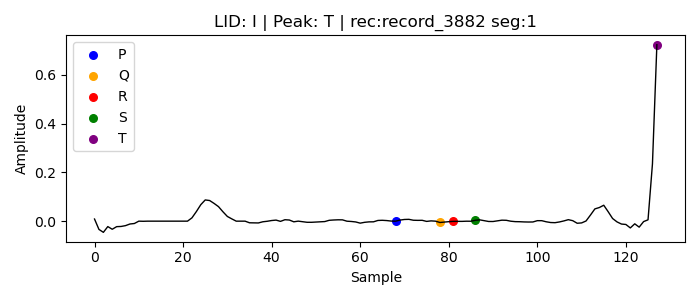 LID: I | Peak: T | rec:record_3882 seg:1
P
Q
R
S
T
Amplitude
0.6
0.4
0.2
0.0
0 20 40 60 80 100 120
Sample